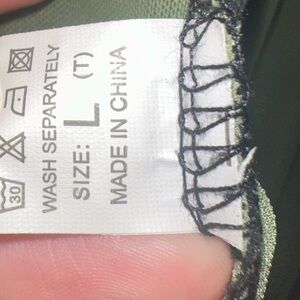 30
WASH SEPARATELY
SIZE: L (T)
MADE IN CHINA